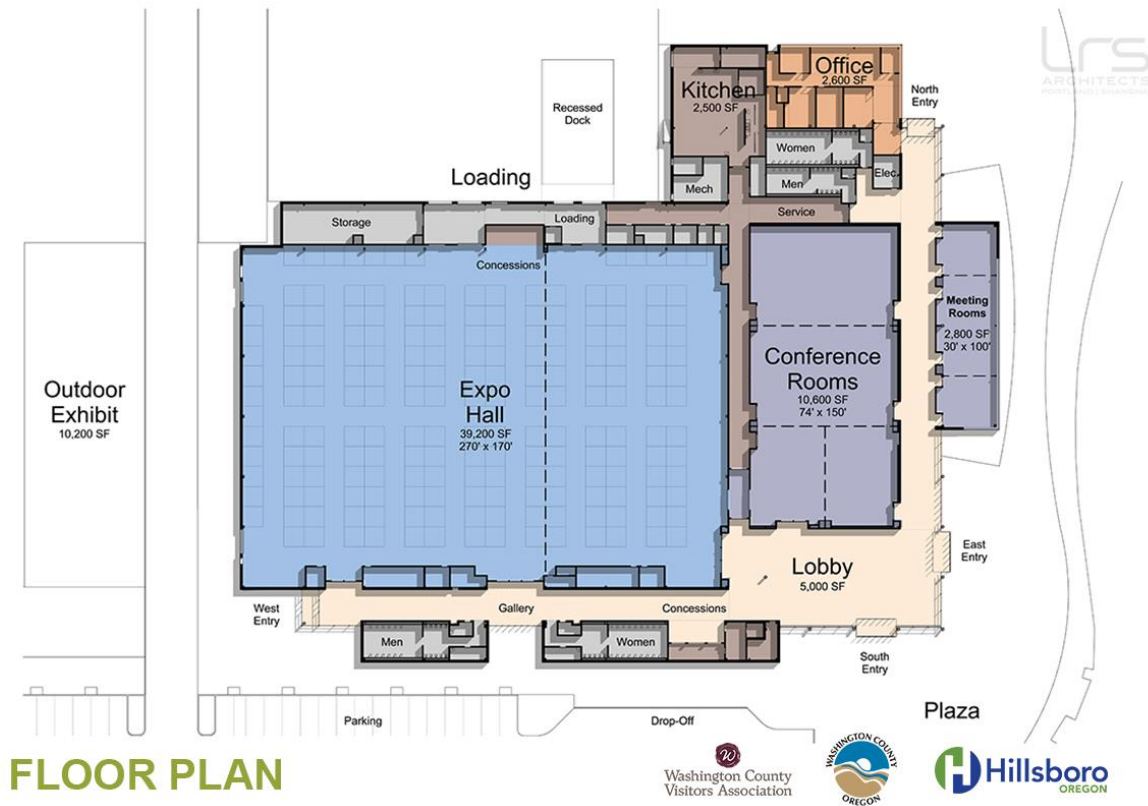 LRS
ARCHITECTS
PORTLAND | SHANGHAI
Office
2,600 SF
Kitchen
2,500 SF
North
Entry
Recessed
Dock
Women
Elec.
Loading
Mech
Men
Storage
Loading
Service
Concessions
Meeting
Rooms
2,800 SF
30' x 100'
Conference
Rooms
10,600 SF
74' x 150'
Outdoor
Exhibit
10,200 SF
Expo
Hall
39,200 SF
270' x 170'
East
Entry
Lobby
5,000 SF
West
Entry
Gallery
Concessions
Men
Women
South
Entry
Parking
Drop-Off
Plaza
FLOOR PLAN
W
Washington County
Visitors Association
WASHINGTON COUNTY
OREGON
H Hillsboro
OREGON